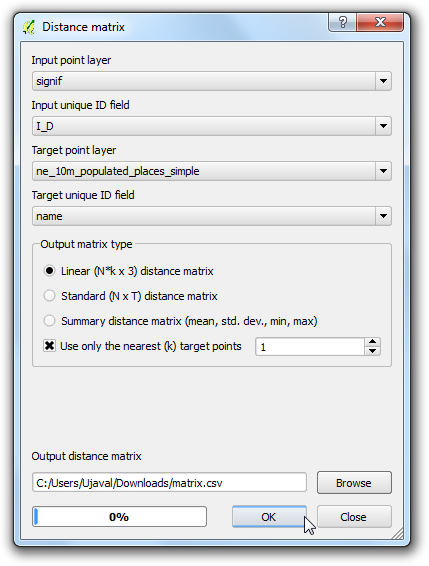 Distance matrix
Input point layer
signif
Input unique ID field
I_D
Target point layer
ne_10m_populated_places_simple
Target unique ID field
name
Output matrix type
Linear (N*k x 3) distance matrix
Standard (N x T) distance matrix
Summary distance matrix (mean, std. dev., min, max)
Use only the nearest (k) target points 1
Output distance matrix
C:/Users/Ujaval/Downloads/matrix.csv Browse
0% OK Close